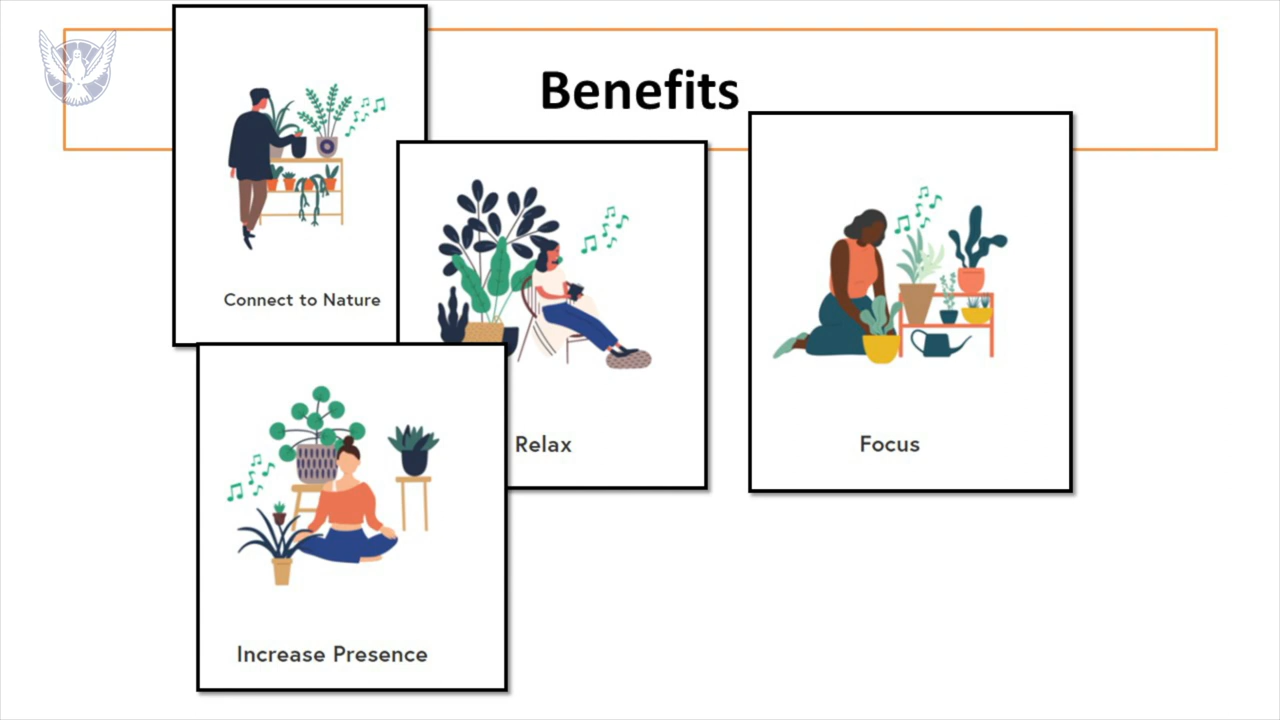 Benefits
Connect to Nature
Relax
Focus
Increase Presence